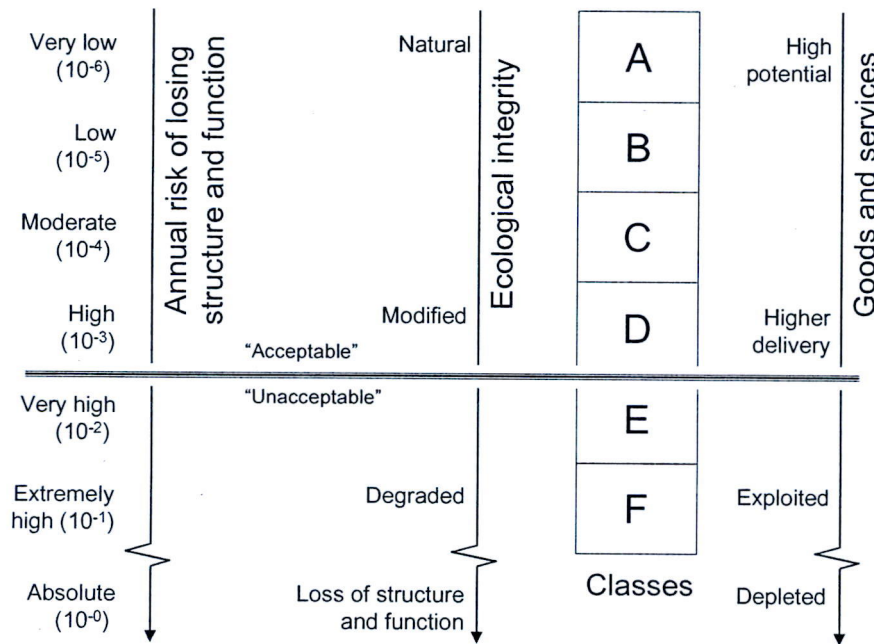 Very low
(10⁻⁶)
Low
(10⁻⁵)
Moderate
(10⁻⁴)
High
(10⁻³)
Very high
(10⁻²)
Extremely
high (10⁻¹)
Absolute
(10⁻⁰)
Annual risk of losing
structure and function
"Acceptable"
"Unacceptable"
Natural
Modified
Degraded
Loss of structure
and function
Ecological integrity
A
B
C
D
E
F
Classes
High
potential
Higher
delivery
Exploited
Depleted
Goods and services